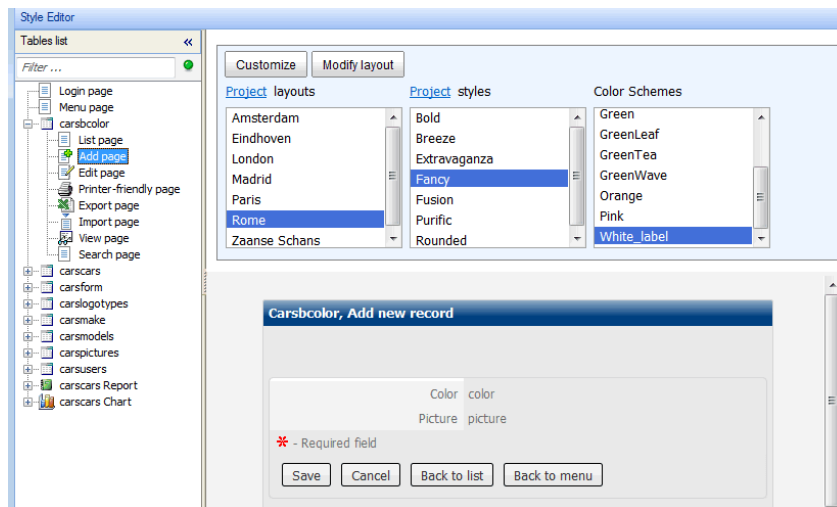 Style Editor
Tables list
«
Filter ...
Login page
Menu page
carsbcolor
List page
Add page
Edit page
Printer-friendly page
Export page
Import page
View page
Search page
carscars
carsform
carslogotypes
carsmake
carsmodels
carspictures
carsusers
carscars Report
carscars Chart
Customize
Modify layout
Project layouts
Amsterdam
Eindhoven
London
Madrid
Paris
Rome
Zaanse Schans
Project styles
Bold
Breeze
Extravaganza
Fancy
Fusion
Purific
Rounded
Color Schemes
Green
GreenLeaf
GreenTea
GreenWave
Orange
Pink
White_label
Carsbcolor, Add new record
Color color
Picture picture
* - Required field
Save Cancel Back to list Back to menu